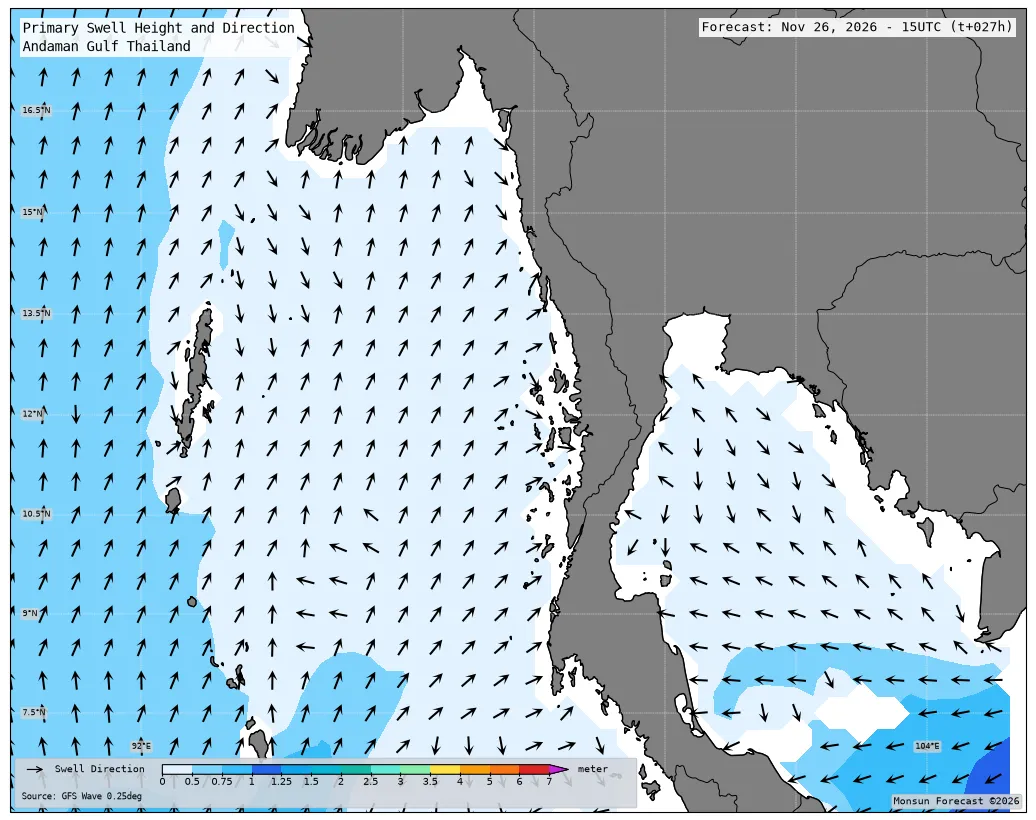 Primary Swell Height and Direction
Andaman Gulf Thailand
Forecast: Nov 26, 2026 - 15UTC (t+027h)
16.5°N
15°N
13.5°N
12°N
10.5°N
9°N
7.5°N
92°E
104°E
Swell Direction
0 0.5 0.75 1 1.25 1.5 2 2.5 3 3.5 4 5 6 7 meter
Source: GFS Wave 0.25deg
Monsun Forecast ©2026